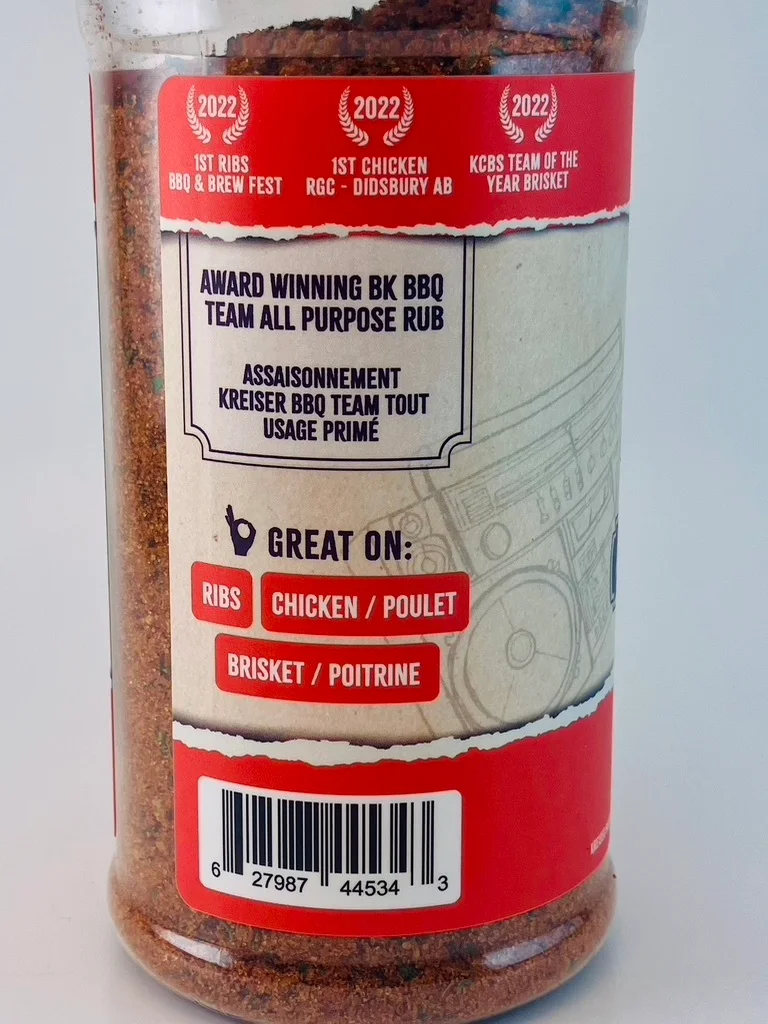 2022
1ST RIBS
BBQ & BREW FEST
2022
1ST CHICKEN
RGC - DIDSBURY AB
2022
KCBS TEAM OF THE
YEAR BRISKET
AWARD WINNING BK BBQ
TEAM ALL PURPOSE RUB
ASSAISONNEMENT
KREISER BBQ TEAM TOUT
USAGE PRIMÉ
GREAT ON:
RIBS
CHICKEN / POULET
BRISKET / POITRINE
6 27987 44534 3